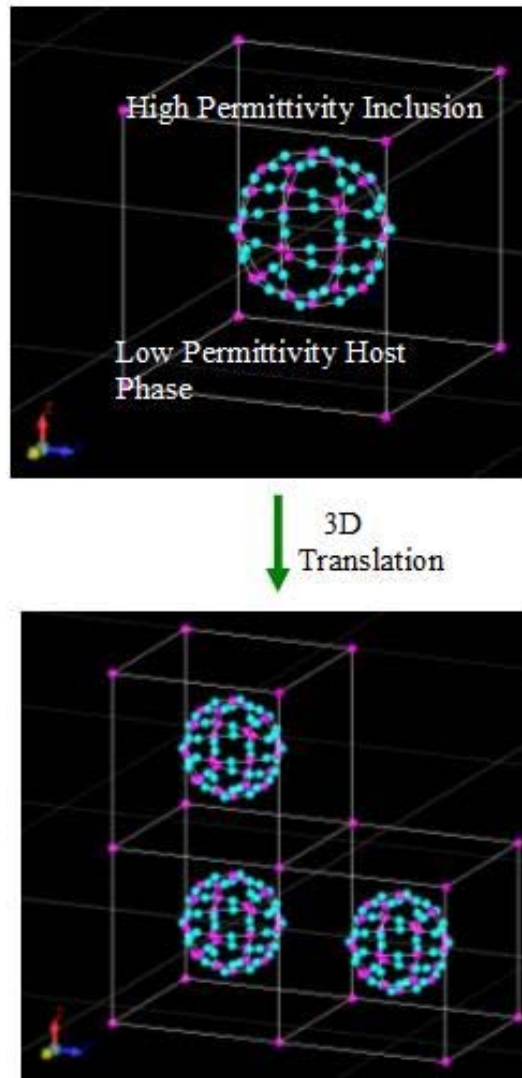 High Permittivity Inclusion
Low Permittivity Host
Phase
3D
Translation